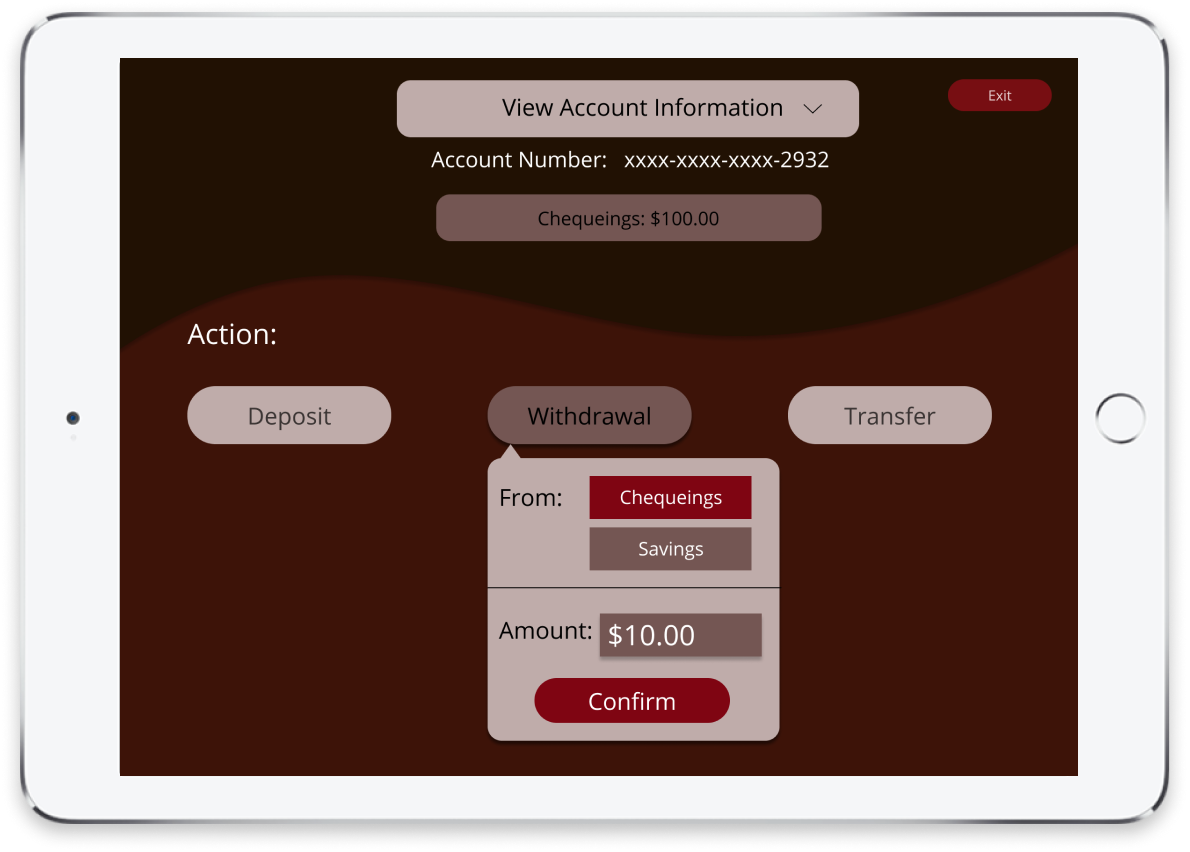 View Account Information
Exit
Account Number: xxxx-xxxx-xxxx-2932
Chequeings: $100.00
Action:
Deposit
Withdrawal
Transfer
From:
Chequeings
Savings
Amount:
$10.00
Confirm